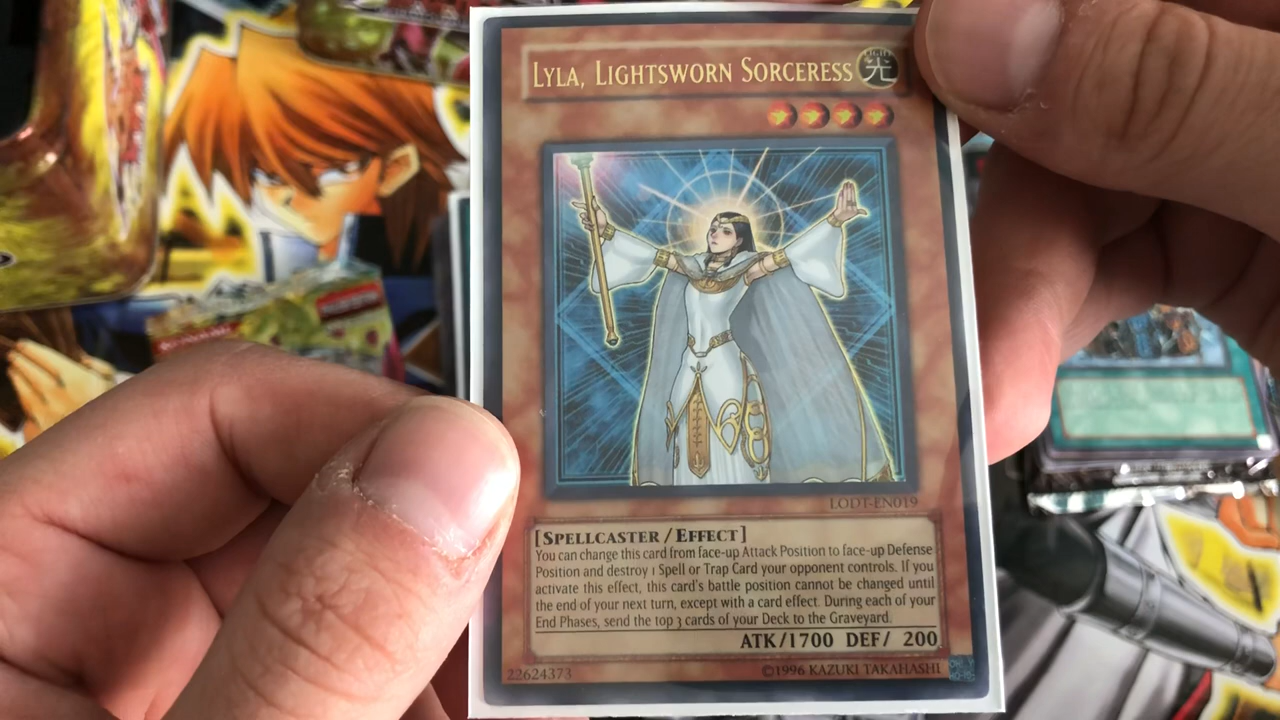 LYLA, LIGHTSWORN SORCERESS
LIGHT
光
LODT-EN019
[SPELLCASTER / EFFECT]
You can change this card from face-up Attack Position to face-up Defense
Position and destroy 1 Spell or Trap Card your opponent controls. If you
activate this effect, this card's battle position cannot be changed until
the end of your next turn, except with a card effect. During each of your
End Phases, send the top 3 cards of your Deck to the Graveyard.
ATK/1700 DEF/ 200
22624373 ©1996 KAZUKI TAKAHASHI